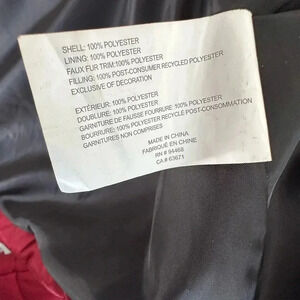 SHELL: 100% POLYESTER
LINING: 100% POLYESTER
FAUX FUR TRIM:100% POLYESTER
FILLING: 100% POST-CONSUMER RECYCLED POLYESTER
EXCLUSIVE OF DECORATION
EXTÉRIEUR: 100% POLYESTER
DOUBLURE: 100% POLYESTER
GARNITURE DE FAUSSE FOURRURE: 100% POLYESTER
BOURRURE: 100% POLYESTER RECYCLÉ POST-CONSOMMATION
GARNITURES NON COMPRISES
MADE IN CHINA
FABRIQUÉ EN CHINE
RN # 94468
CA # 63671